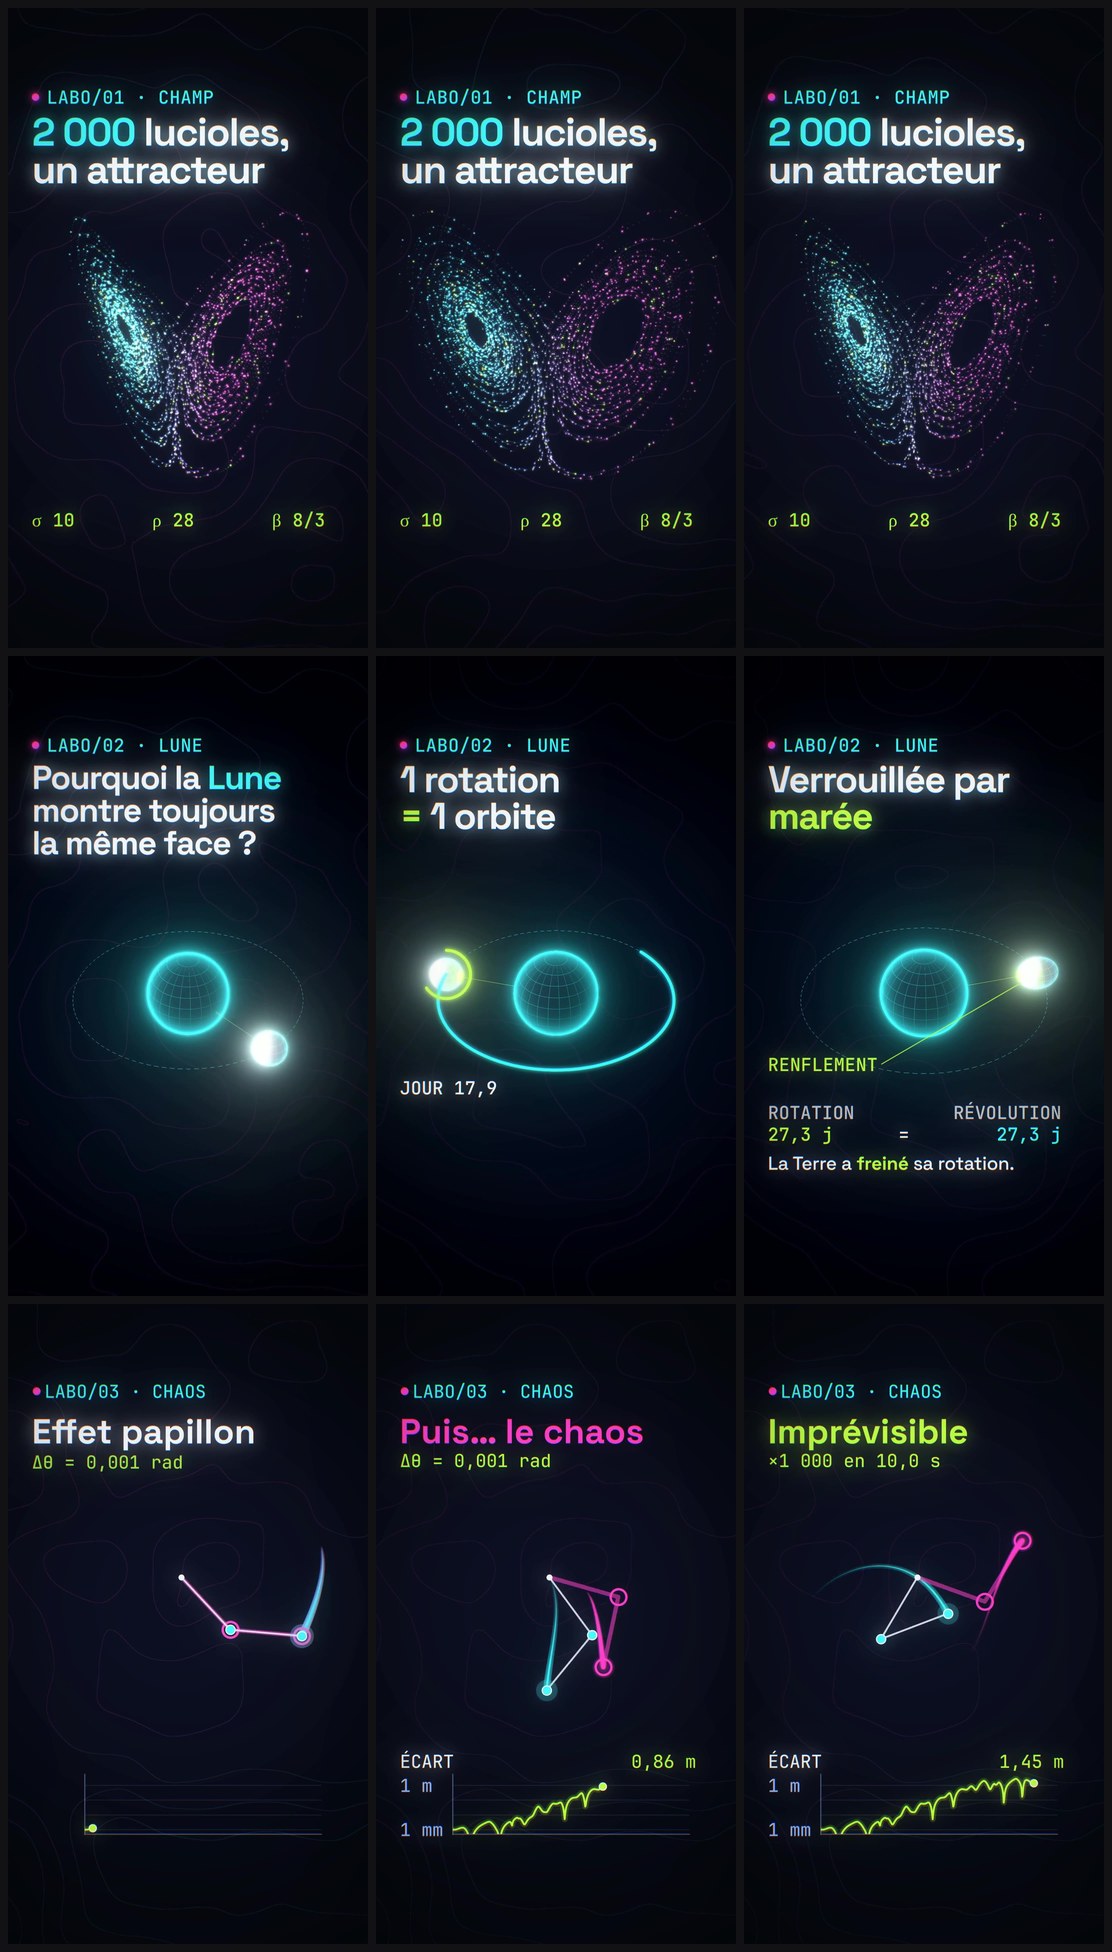 LABO/01 · CHAMP
2 000 lucioles,
un attracteur
σ 10 ρ 28 β 8/3
LABO/01 · CHAMP
2 000 lucioles,
un attracteur
σ 10 ρ 28 β 8/3
LABO/01 · CHAMP
2 000 lucioles,
un attracteur
σ 10 ρ 28 β 8/3
LABO/02 · LUNE
Pourquoi la Lune
montre toujours
la même face ?
LABO/02 · LUNE
1 rotation
= 1 orbite
JOUR 17,9
LABO/02 · LUNE
Verrouillée par
marée
RENFLEMENT
ROTATION RÉVOLUTION
27,3 j = 27,3 j
La Terre a freiné sa rotation.
LABO/03 · CHAOS
Effet papillon
Δθ = 0,001 rad
LABO/03 · CHAOS
Puis... le chaos
Δθ = 0,001 rad
ÉCART 0,86 m
1 m
1 mm
LABO/03 · CHAOS
Imprévisible
×1 000 en 10,0 s
ÉCART 1,45 m
1 m
1 mm